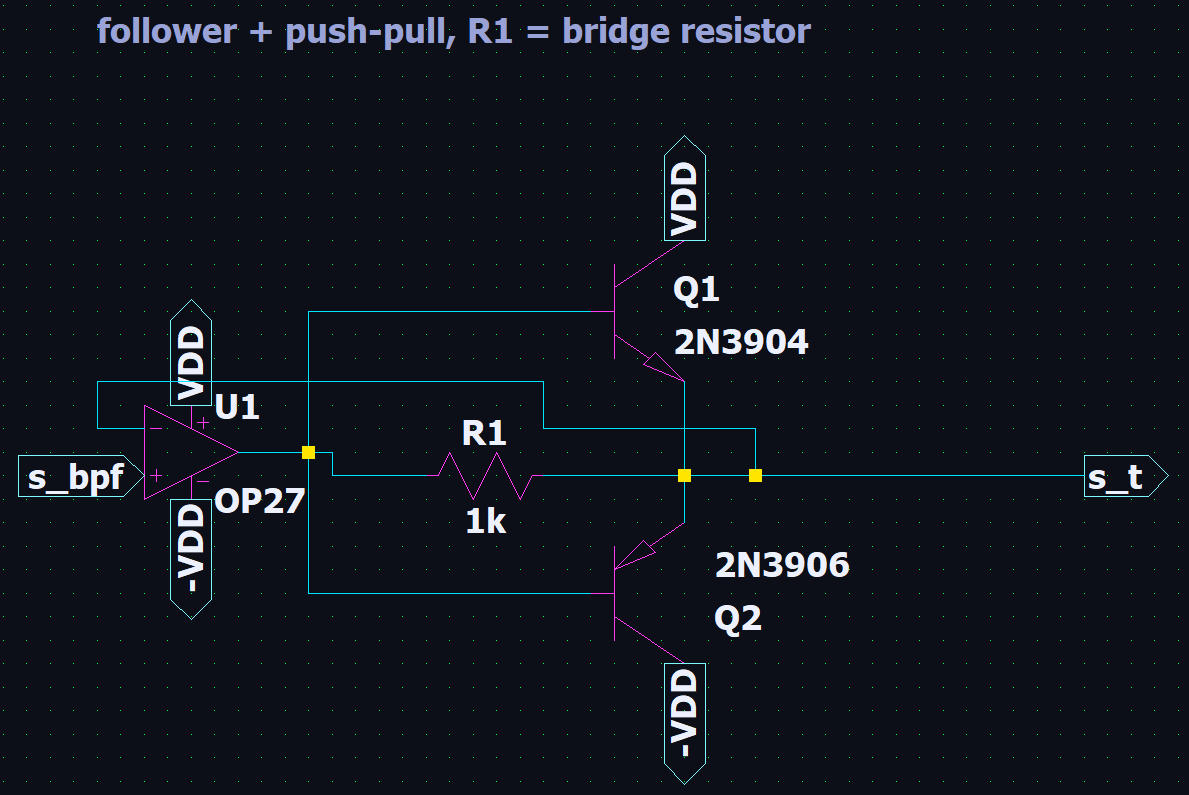 follower + push-pull, R1 = bridge resistor
VDD
Q1
2N3904
VDD
U1
R1
s_bpf
s_t
OP27
1k
-VDD
2N3906
Q2
-VDD